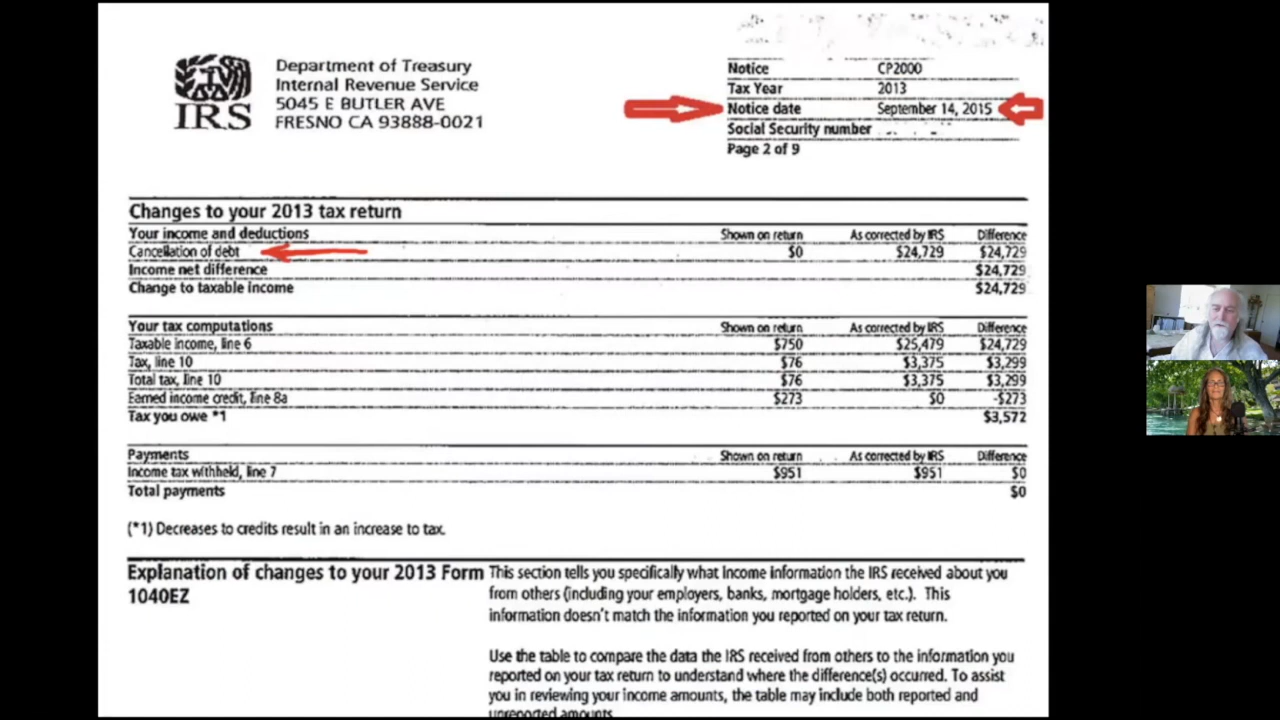 IRS
Department of Treasury
Internal Revenue Service
5045 E BUTLER AVE
FRESNO CA 93888-0021
Notice CP2000
Tax Year 2013
Notice date September 14, 2015
Social Security number
Page 2 of 9
Changes to your 2013 tax return
Your income and deductions Shown on return As corrected by IRS Difference
Cancellation of debt $0 $24,729 $24,729
Income net difference $24,729
Change to taxable income $24,729
Your tax computations Shown on return As corrected by IRS Difference
Taxable income, line 6 $750 $25,479 $24,729
Tax, line 10 $76 $3,375 $3,299
Total tax, line 10 $76 $3,375 $3,299
Earned income credit, line 8a $273 $0 -$273
Tax you owe *1 $3,572
Payments Shown on return As corrected by IRS Difference
Income tax withheld, line 7 $951 $951 $0
Total payments $0
(*1) Decreases to credits result in an increase to tax.
Explanation of changes to your 2013 Form
1040EZ
This section tells you specifically what income information the IRS received about you
from others (including your employers, banks, mortgage holders, etc.). This
information doesn't match the information you reported on your tax return.
Use the table to compare the data the IRS received from others to the information you
reported on your tax return to understand where the difference(s) occurred. To assist
you in reviewing your income amounts, the table may include both reported and
unreported amounts.